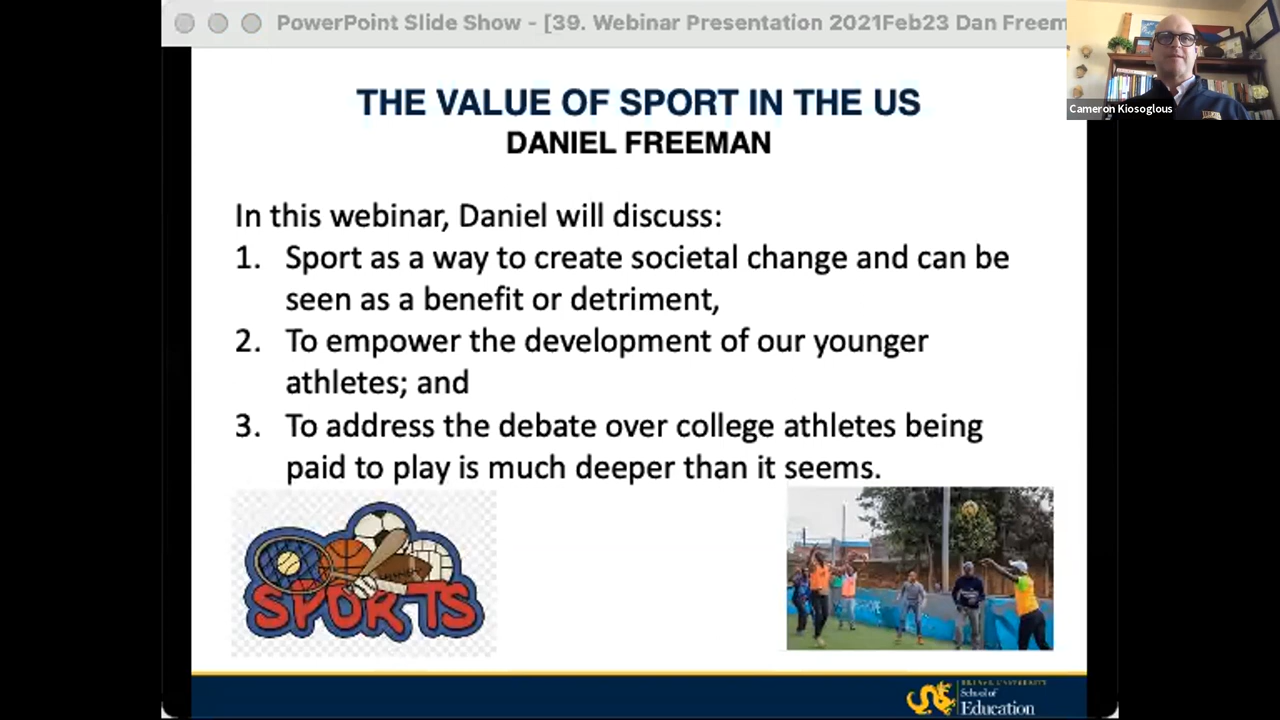 PowerPoint Slide Show - [39. Webinar Presentation 2021Feb23 Dan Freem
Cameron Kiosoglous
THE VALUE OF SPORT IN THE US
DANIEL FREEMAN
In this webinar, Daniel will discuss:
1. Sport as a way to create societal change and can be
seen as a benefit or detriment,
2. To empower the development of our younger
athletes; and
3. To address the debate over college athletes being
paid to play is much deeper than it seems.
SPORTS
DREXEL UNIVERSITY
School of
Education